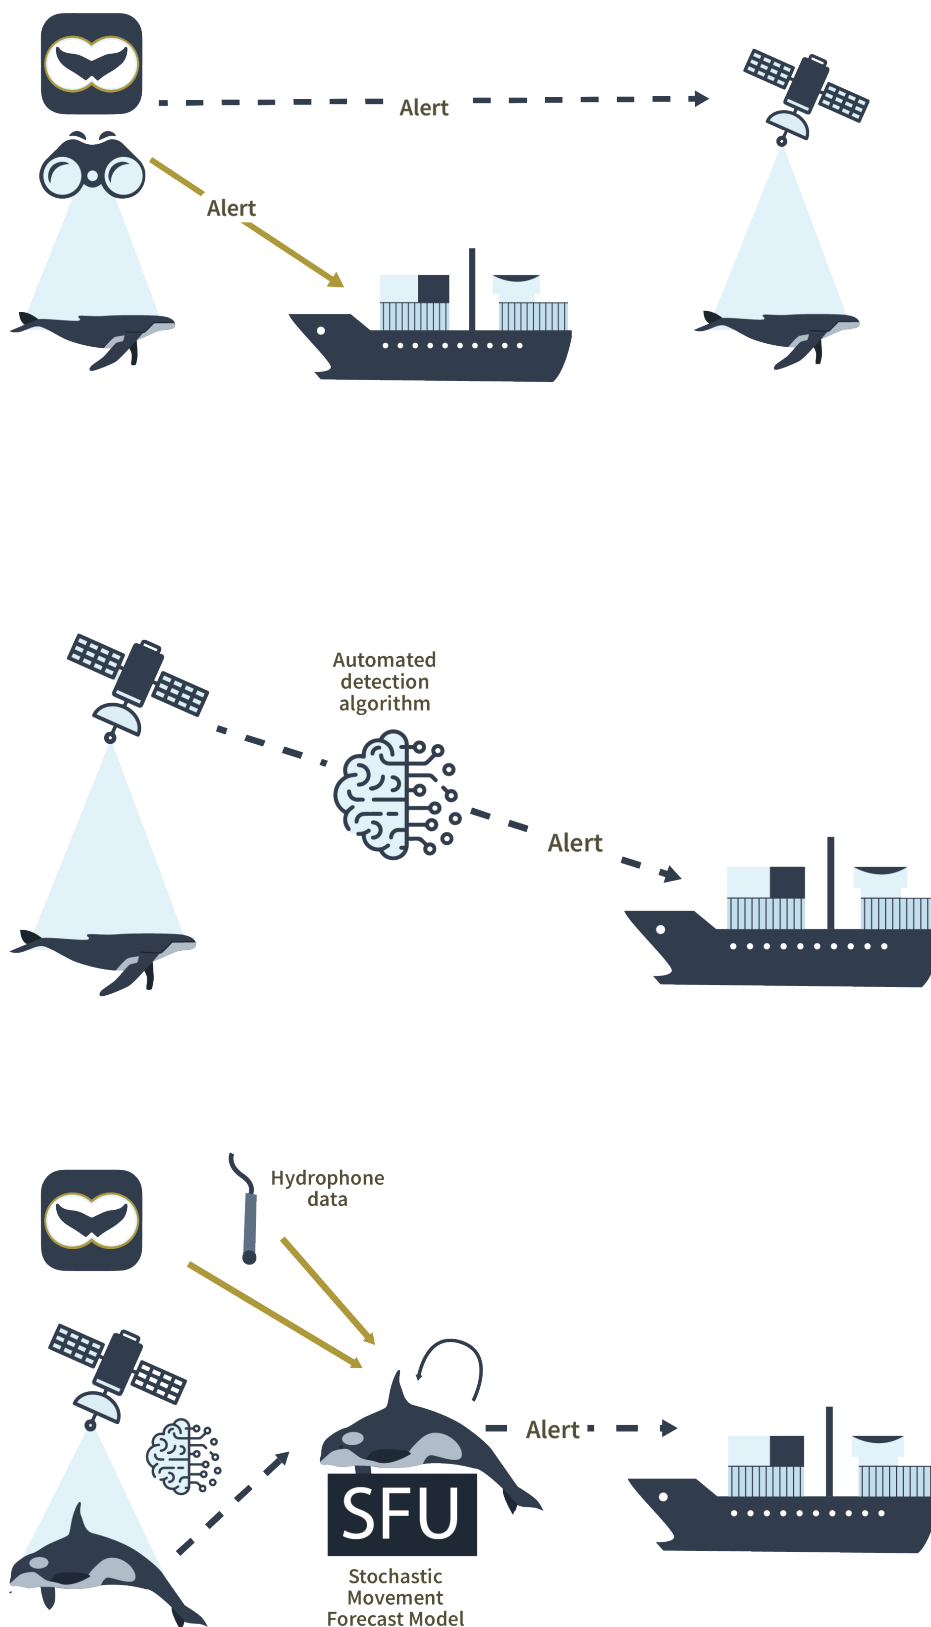 Alert
Alert
Automated
detection
algorithm
Alert
Hydrophone
data
Alert
SFU
Stochastic
Movement
Forecast Model